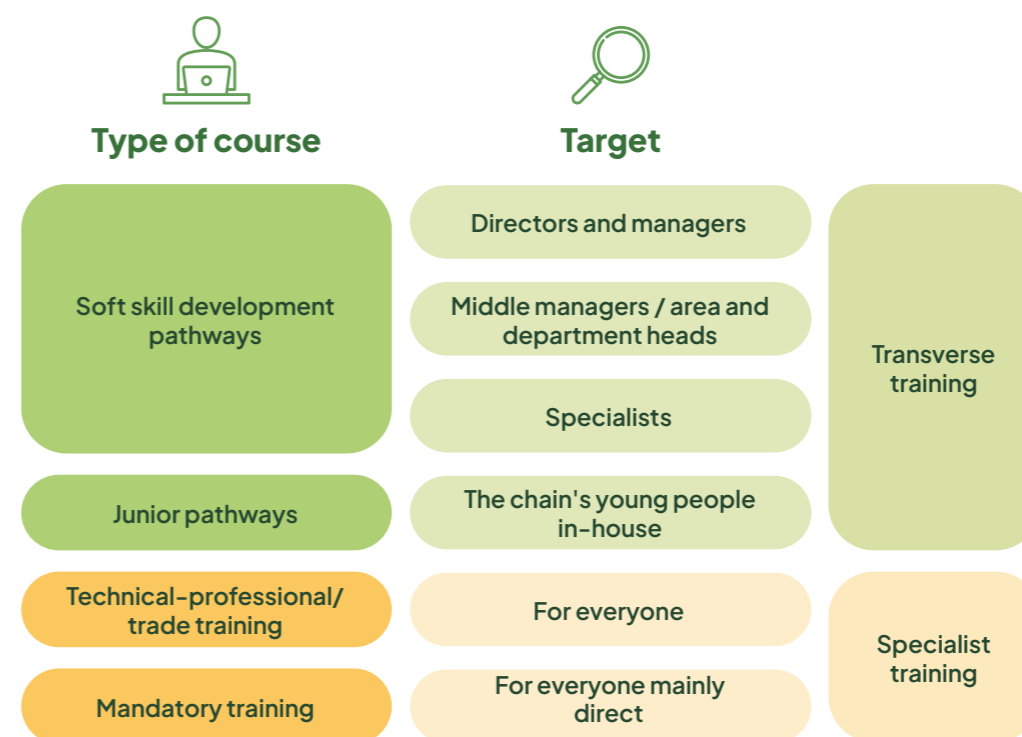 Type of course
Target
Soft skill development
pathways
Directors and managers
Middle managers / area and
department heads
Specialists
Transverse
training
Junior pathways
The chain's young people
in-house
Technical-professional/
trade training
For everyone
Specialist
training
Mandatory training
For everyone mainly
direct